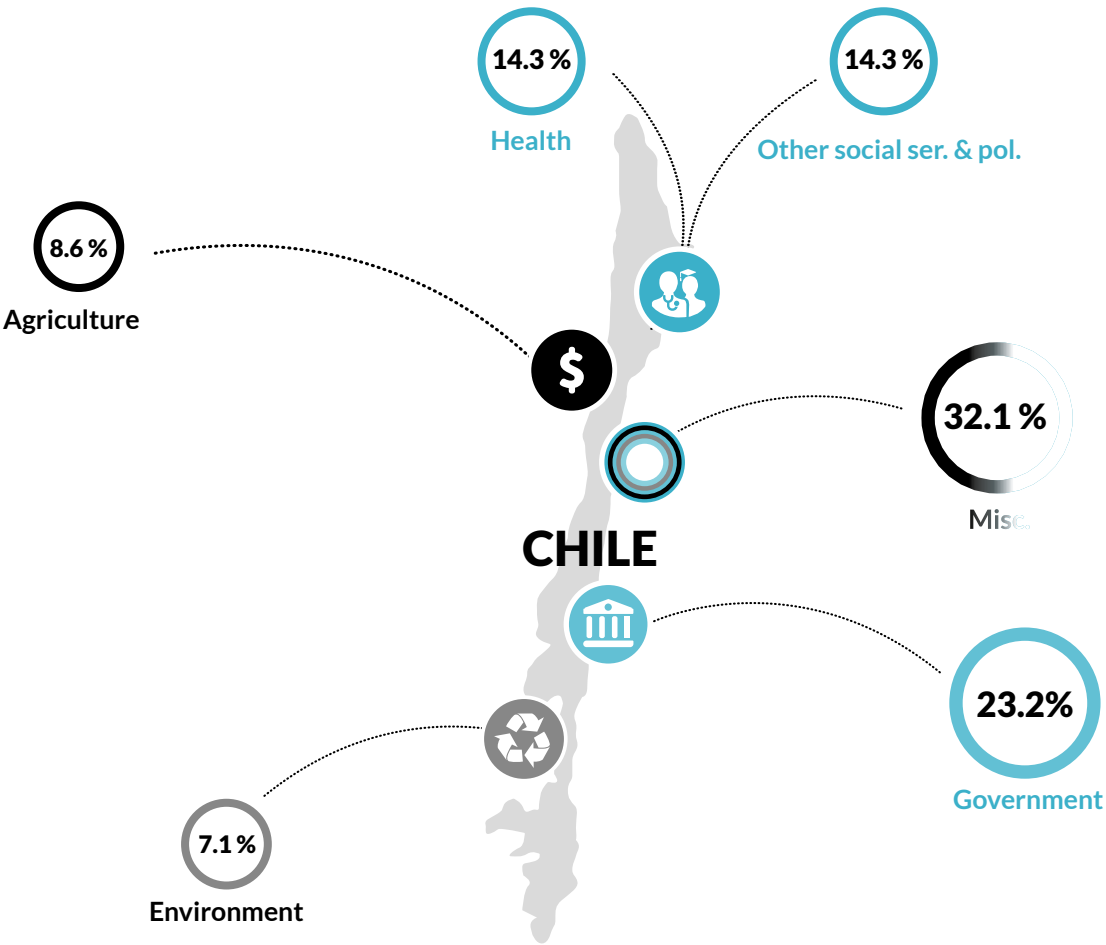 14.3 %
Health
14.3 %
Other social ser. & pol.
8.6 %
Agriculture
$
32.1 %
Misc.
CHILE
23.2%
Government
7.1 %
Environment